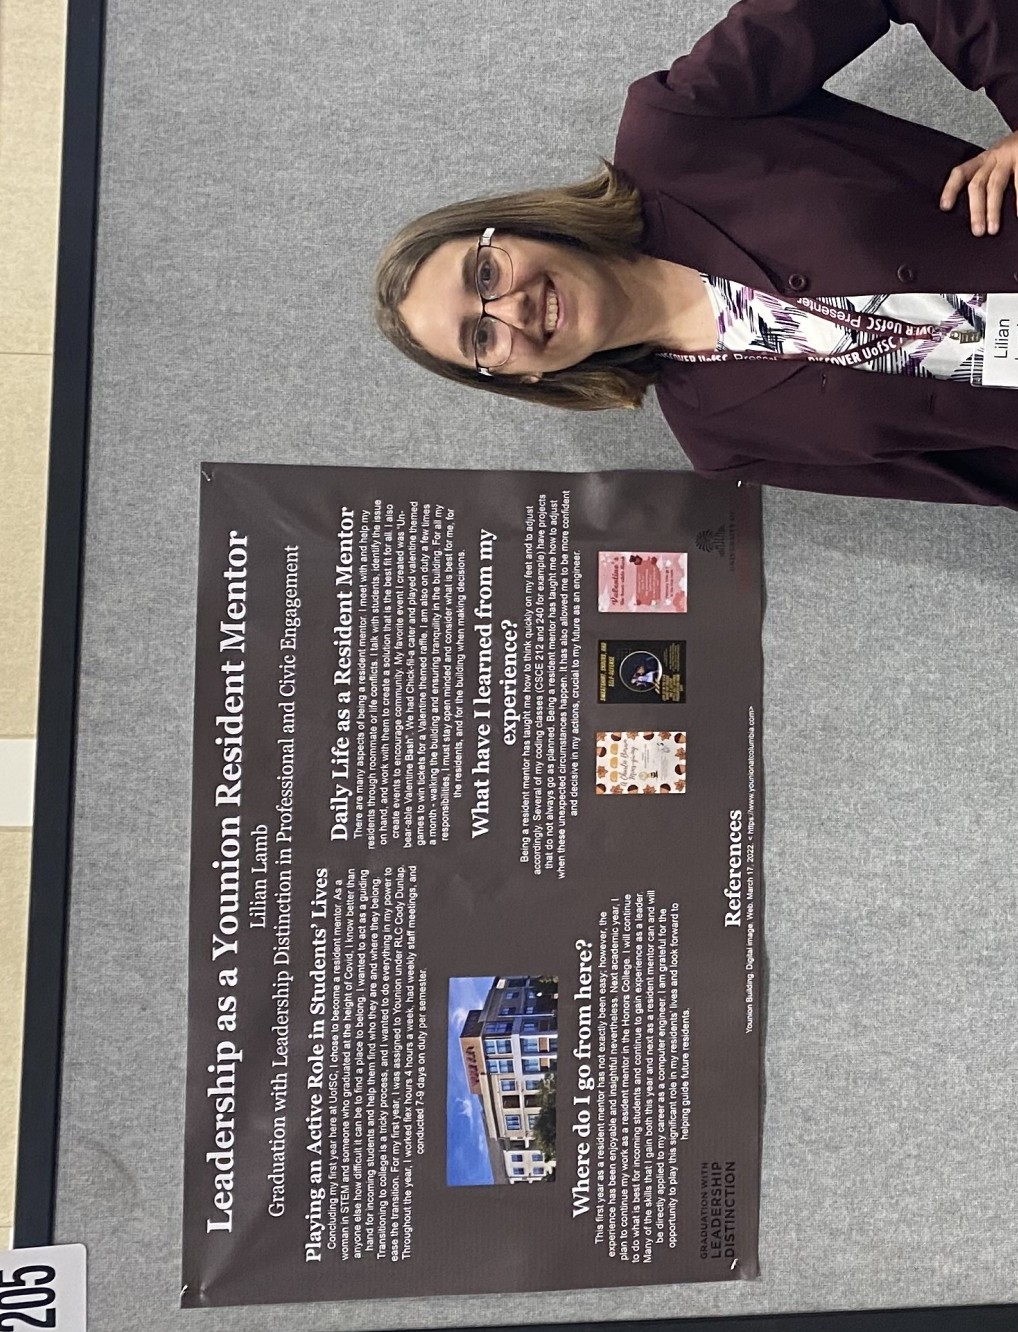 205
Leadership as a Younion Resident Mentor
Lilian Lamb
Graduation with Leadership Distinction in Professional and Civic Engagement
Playing an Active Role in Students' Lives
Concluding my first year here at UofSC, I chose to become a resident mentor. As a
woman in STEM and someone who graduated at the height of Covid, I know better than
anyone else how difficult it can be to find a place to belong. I wanted to act as a guiding
hand for incoming students and help them find who they are and where they belong.
Transitioning to college is a tricky process, and I wanted to do everything in my power to
ease the transition. For my first year, I was assigned to Younion under RLC Cody Dunlap.
Throughout the year, I worked flex hours 4 hours a week, had weekly staff meetings, and
conducted 7-9 days on duty per semester.
Where do I go from here?
This first year as a resident mentor has not exactly been easy; however, the
experience has been enjoyable and insightful nevertheless. Next academic year, I
plan to continue my work as a resident mentor in the Honors College. I will continue
to do what is best for incoming students and continue to gain experience as a leader.
Many of the skills that I gain both this year and next as a resident mentor can and will
be directly applied to my career as a computer engineer. I am grateful for the
opportunity to play this significant role in my residents' lives and look forward to
helping guide future residents.
GRADUATION WITH
LEADERSHIP
DISTINCTION
Daily Life as a Resident Mentor
There are many aspects of being a resident mentor. I meet with and help my
residents through roommate or life conflicts. I talk with students, identify the issue
on hand, and work with them to create a solution that is the best fit for all. I also
create events to encourage community. My favorite event I created was "Un-
bear-able Valentine Bash". We had Chick-fil-a cater and played valentine themed
games to win tickets for a Valentine themed raffle. I am also on duty a few times
a month - walking the building and ensuring tranquility in the building. For all my
responsibilities, I must stay open minded and consider what is best for me, for
the residents, and for the building when making decisions.
What have I learned from my
experience?
Being a resident mentor has taught me how to think quickly on my feet and to adjust
accordingly. Several of my coding classes (CSCE 212 and 240 for example) have projects
that do not always go as planned. Being a resident mentor has taught me how to adjust
when these unexpected circumstances happen. It has also allowed me to be more confident
and decisive in my actions, crucial to my future as an engineer.
A Charlie Brown
SWEATSHIRT, SNACKS, AND
SELF-DEFENSE
Valentine's
UNIVERSITY OF
References
Younion Building. Digital image. Web. March 17, 2022. < https://www.younionatcolumbia.com>
DISCOVER UofSC
OVER UofSC Presenter
Lilian